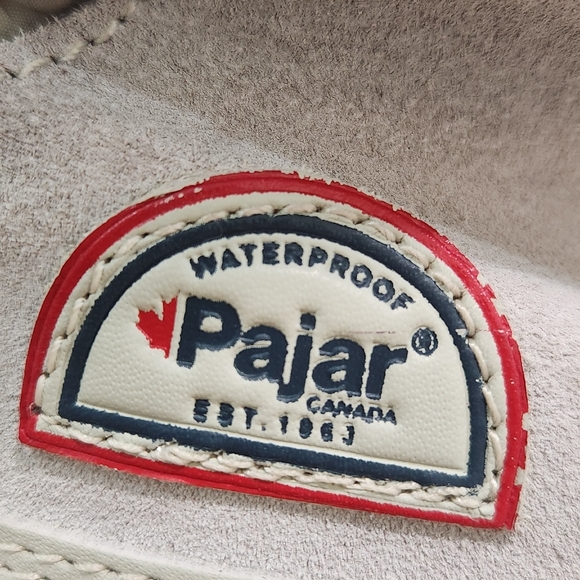 WATERPROOF
Pajar®
CANADA
EST. 1963